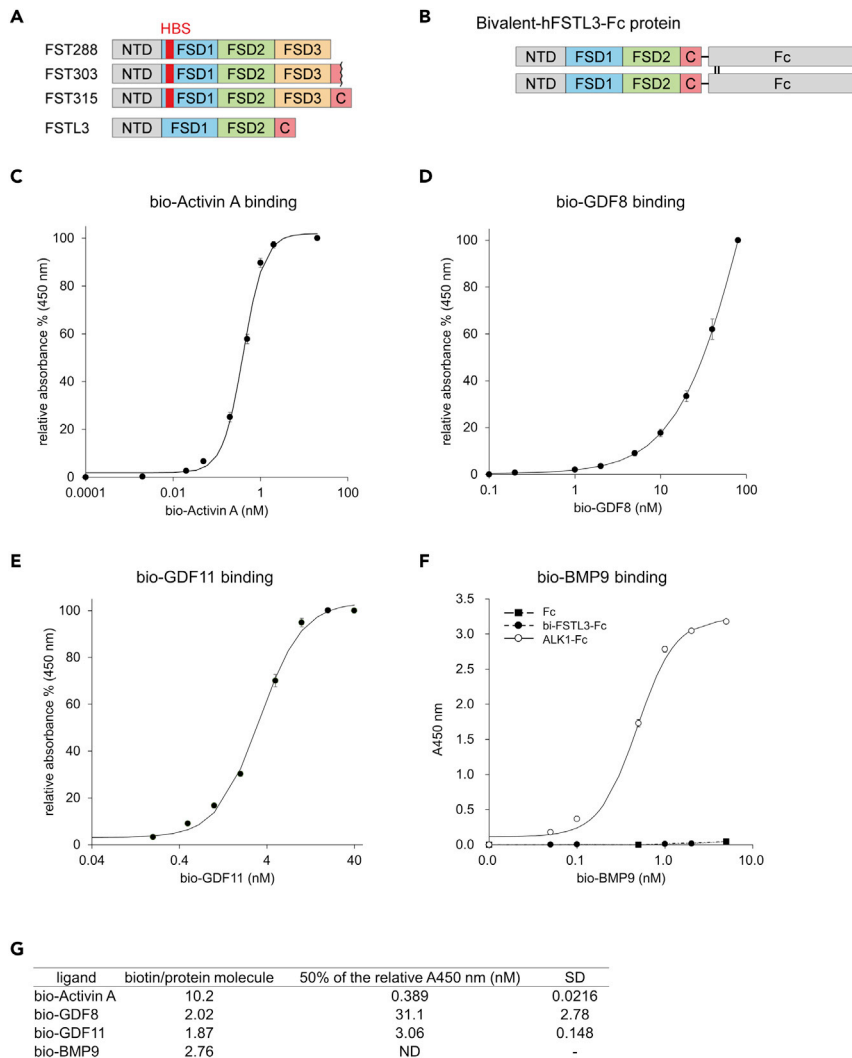 A
HBS
FST288 NTD FSD1 FSD2 FSD3
FST303 NTD FSD1 FSD2 FSD3
FST315 NTD FSD1 FSD2 FSD3 C
FSTL3 NTD FSD1 FSD2 C
B
Bivalent-hFSTL3-Fc protein
NTD FSD1 FSD2 C Fc
NTD FSD1 FSD2 C Fc
C
bio-Activin A binding
relative absorbance % (450 nm)
100
80
60
40
20
0
0.0001 0.01 1 100
bio-Activin A (nM)
D
bio-GDF8 binding
relative absorbance % (450 nm)
100
80
60
40
20
0
0.1 1 10 100
bio-GDF8 (nM)
E
bio-GDF11 binding
relative absorbance % (450 nm)
100
80
60
40
20
0
0.04 0.4 4 40
bio-GDF11 (nM)
F
bio-BMP9 binding
Fc
bi-FSTL3-Fc
ALK1-Fc
A450 nm
3.5
3.0
2.5
2.0
1.5
1.0
0.5
0.0
0.0 0.1 1.0 10.0
bio-BMP9 (nM)
G
ligand biotin/protein molecule 50% of the relative A450 nm (nM) SD
bio-Activin A 10.2 0.389 0.0216
bio-GDF8 2.02 31.1 2.78
bio-GDF11 1.87 3.06 0.148
bio-BMP9 2.76 ND -